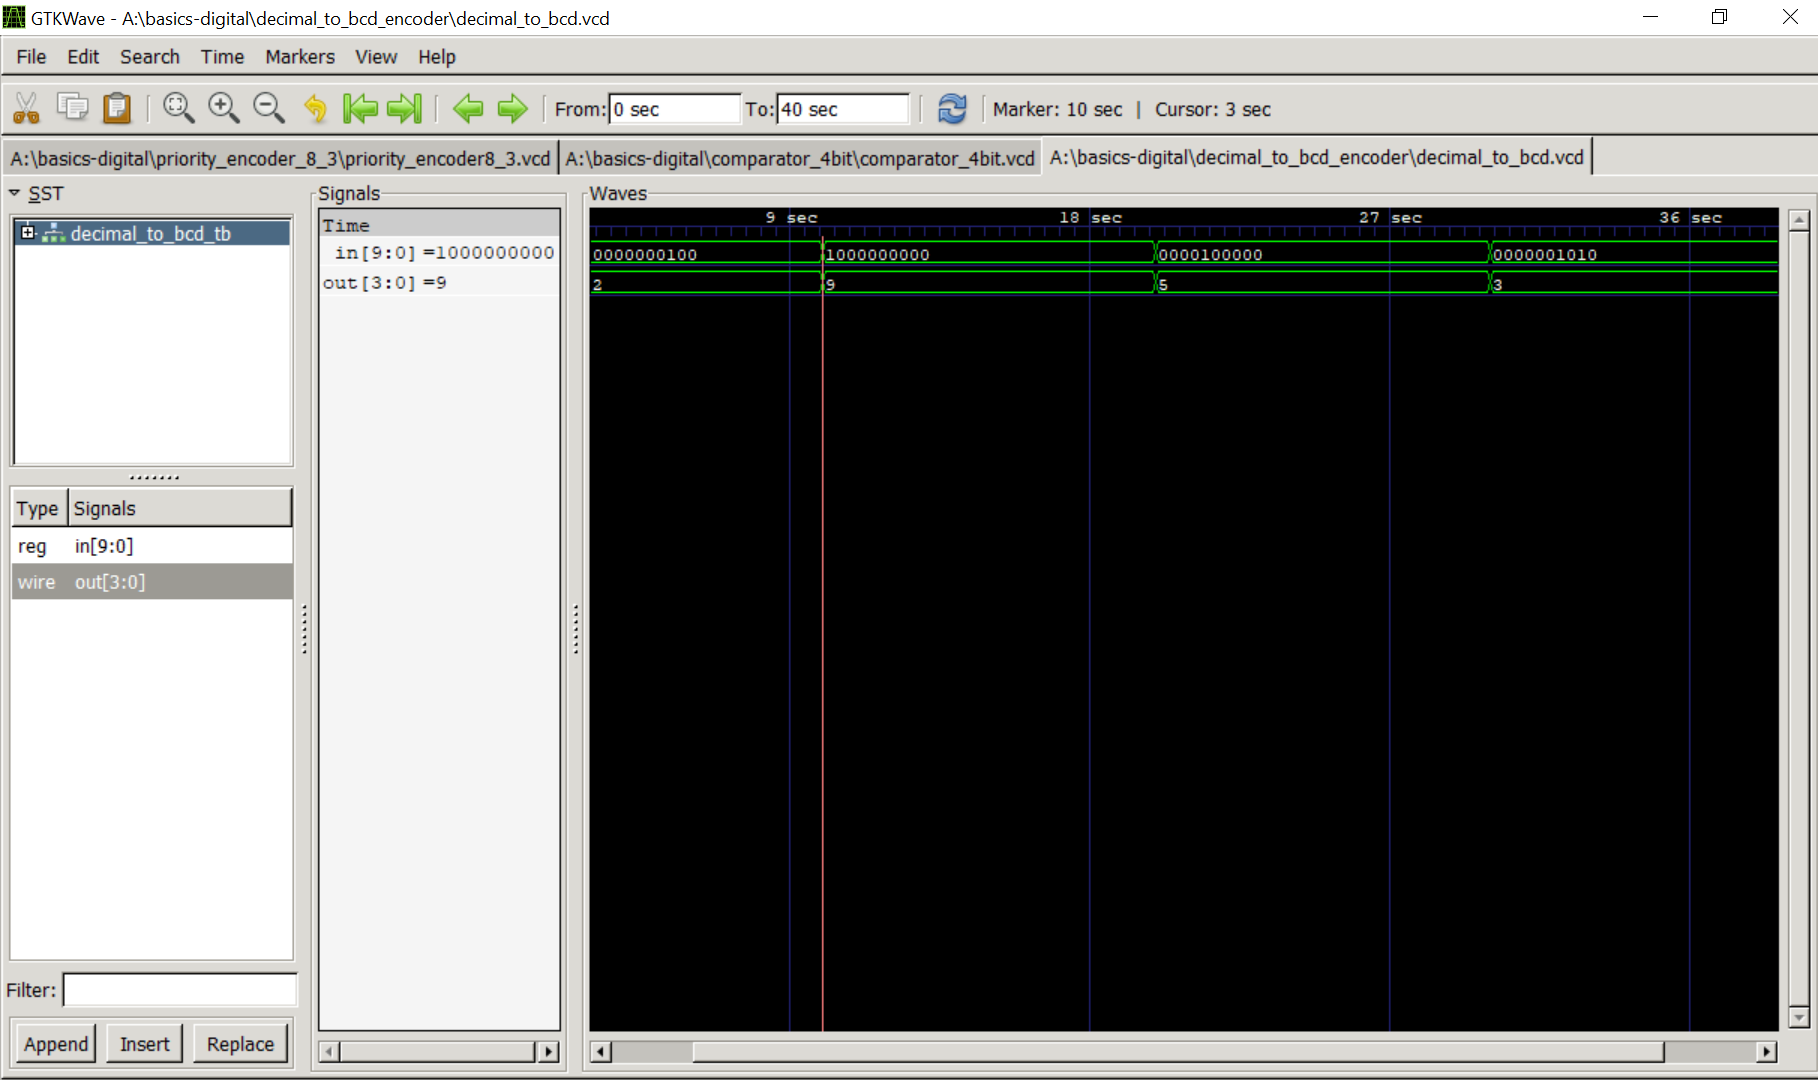 GTKWave - A:\basics-digital\decimal_to_bcd_encoder\decimal_to_bcd.vcd
File Edit Search Time Markers View Help
From: 0 sec To: 40 sec Marker: 10 sec | Cursor: 3 sec
A:\basics-digital\priority_encoder_8_3\priority_encoder8_3.vcd A:\basics-digital\comparator_4bit\comparator_4bit.vcd A:\basics-digital\decimal_to_bcd_encoder\decimal_to_bcd.vcd
SST
decimal_to_bcd_tb
Type Signals
reg in[9:0]
wire out[3:0]
Filter:
Append Insert Replace
Signals
Time
in[9:0] =1000000000
out[3:0] =9
Waves
9 sec 18 sec 27 sec 36 sec
0000000100 1000000000 0000100000 0000001010
2 9 5 3